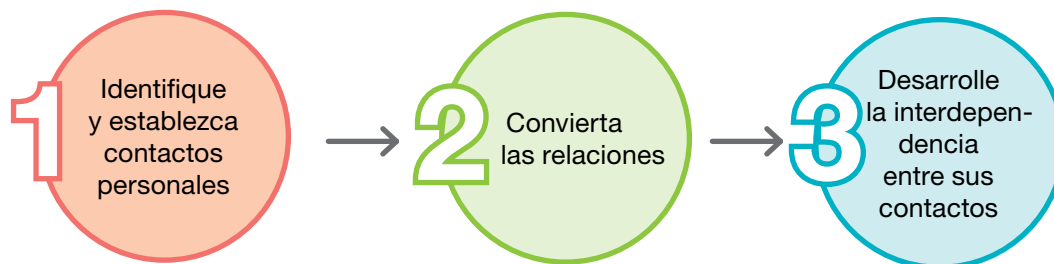 1
Identifique
y establezca
contactos
personales
2
Convierta
las relaciones
3
Desarrolle
la interdepen-
dencia
entre sus
contactos